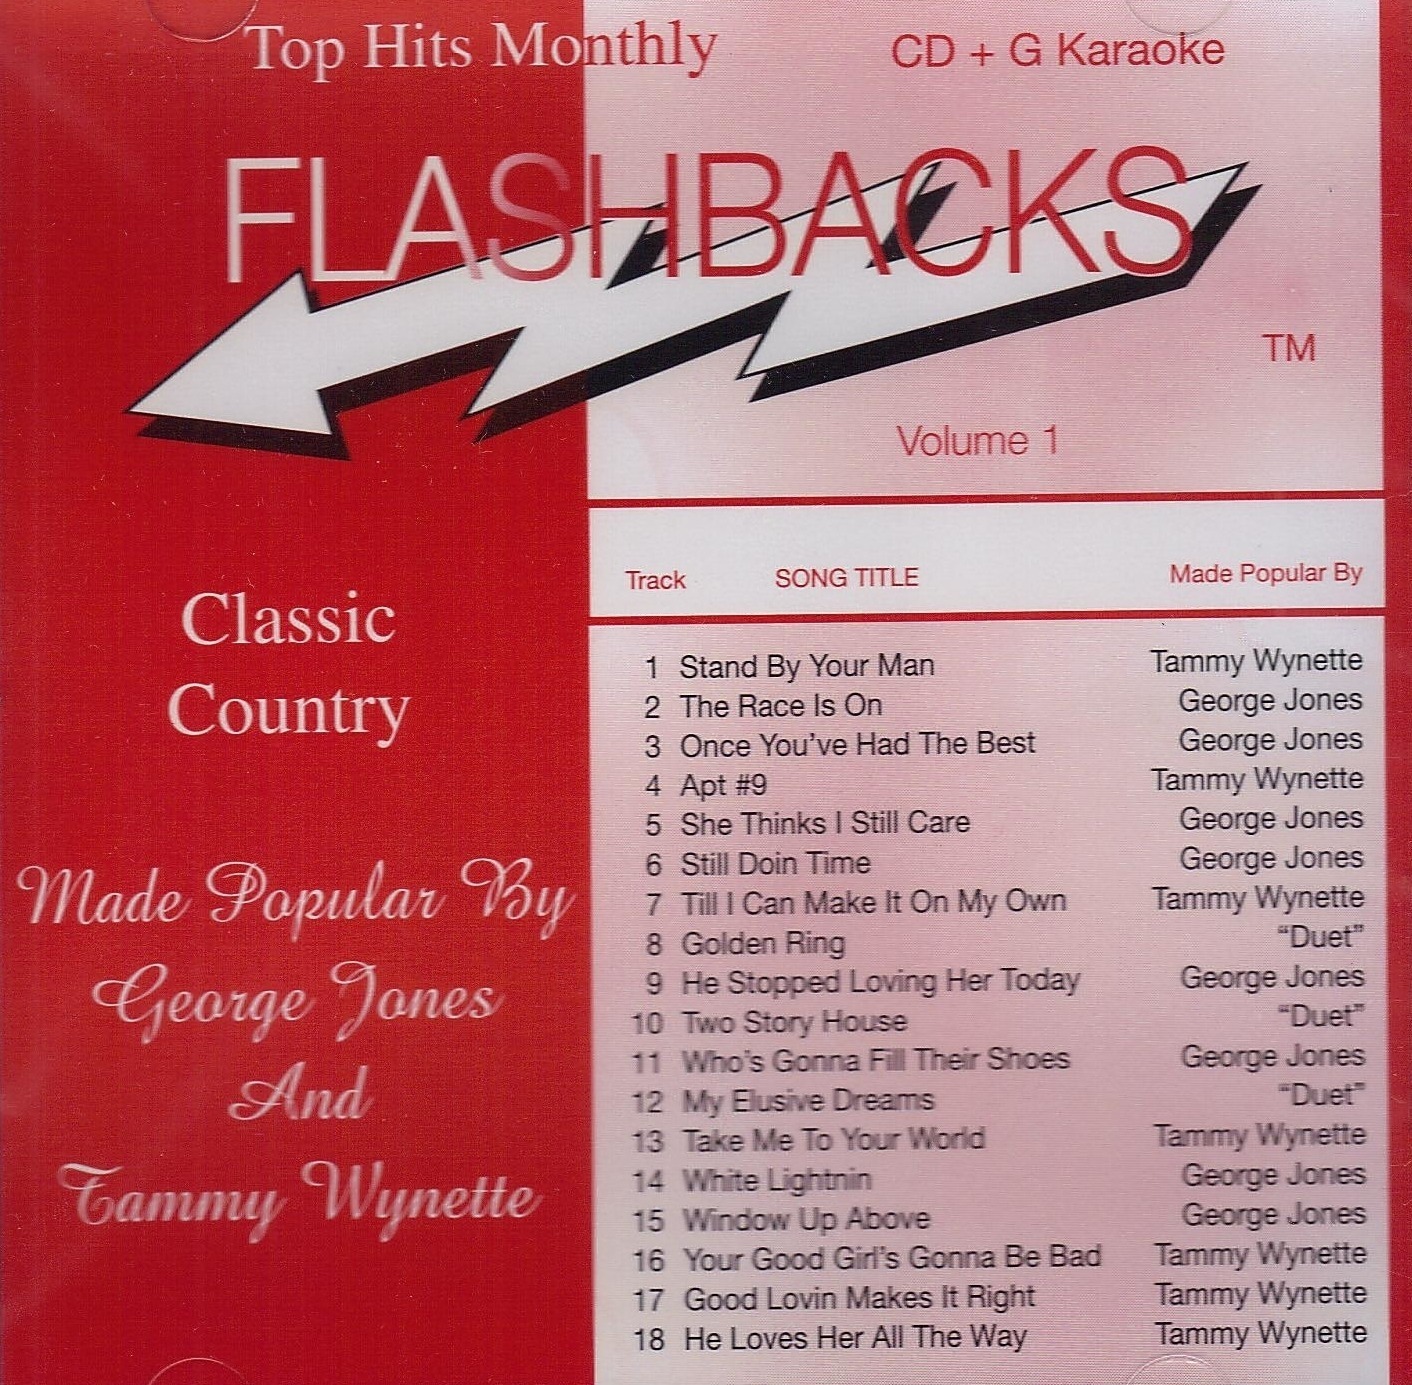 Top Hits Monthly
CD + G Karaoke
FLASHBACKS
TM
Volume 1
Classic
Country
Made Popular By
George Jones
And
Tammy Wynette
Track SONG TITLE Made Popular By
1 Stand By Your Man Tammy Wynette
2 The Race Is On George Jones
3 Once You've Had The Best George Jones
4 Apt #9 Tammy Wynette
5 She Thinks I Still Care George Jones
6 Still Doin Time George Jones
7 Till I Can Make It On My Own Tammy Wynette
8 Golden Ring “Duet”
9 He Stopped Loving Her Today George Jones
10 Two Story House “Duet”
11 Who's Gonna Fill Their Shoes George Jones
12 My Elusive Dreams “Duet”
13 Take Me To Your World Tammy Wynette
14 White Lightnin George Jones
15 Window Up Above George Jones
16 Your Good Girl's Gonna Be Bad Tammy Wynette
17 Good Lovin Makes It Right Tammy Wynette
18 He Loves Her All The Way Tammy Wynette